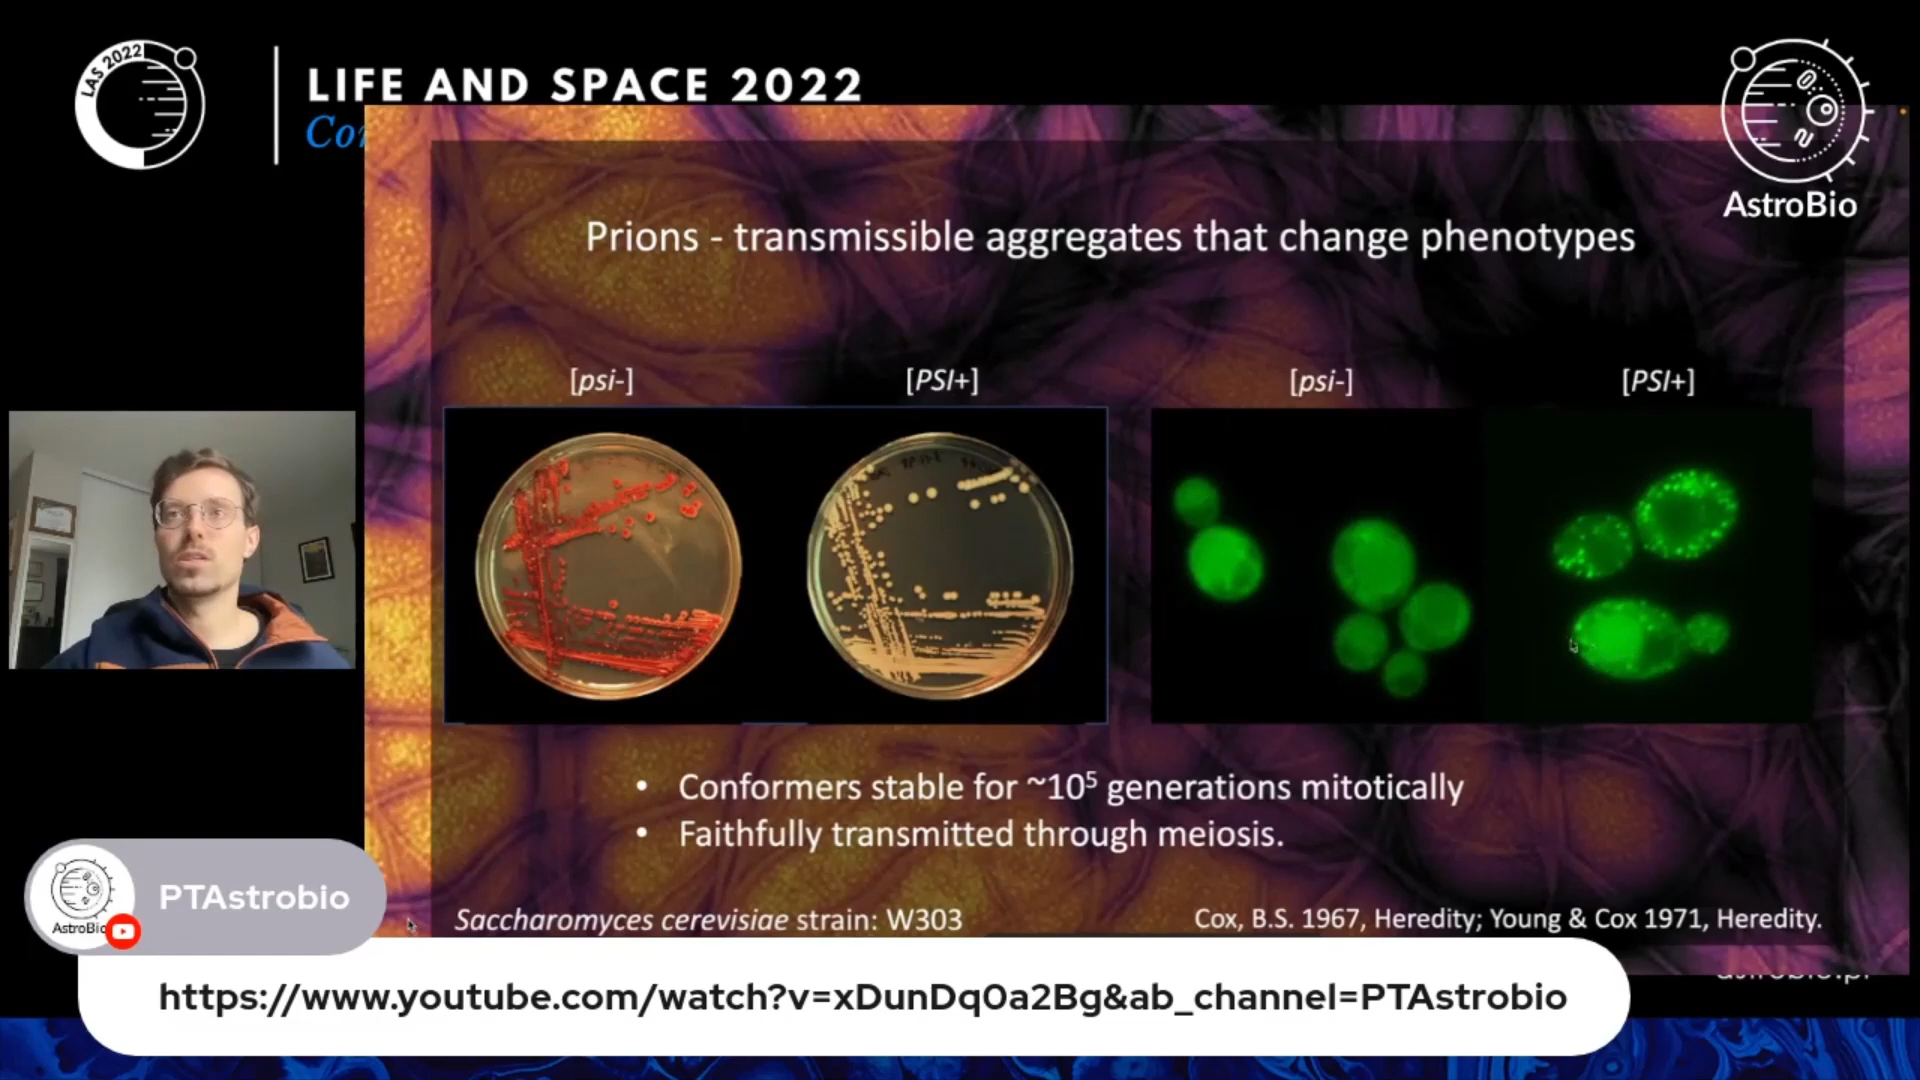 LAS 2022
LIFE AND SPACE 2022
Co
AstroBio
Prions - transmissible aggregates that change phenotypes
[psi-]
[PSI+]
[psi-]
[PSI+]
• Conformers stable for ~10⁵ generations mitotically
• Faithfully transmitted through meiosis.
Saccharomyces cerevisiae strain: W303
Cox, B.S. 1967, Heredity; Young & Cox 1971, Heredity.
AstroBio
PTAstrobio
https://www.youtube.com/watch?v=xDunDq0a2Bg&ab_channel=PTAstrobio